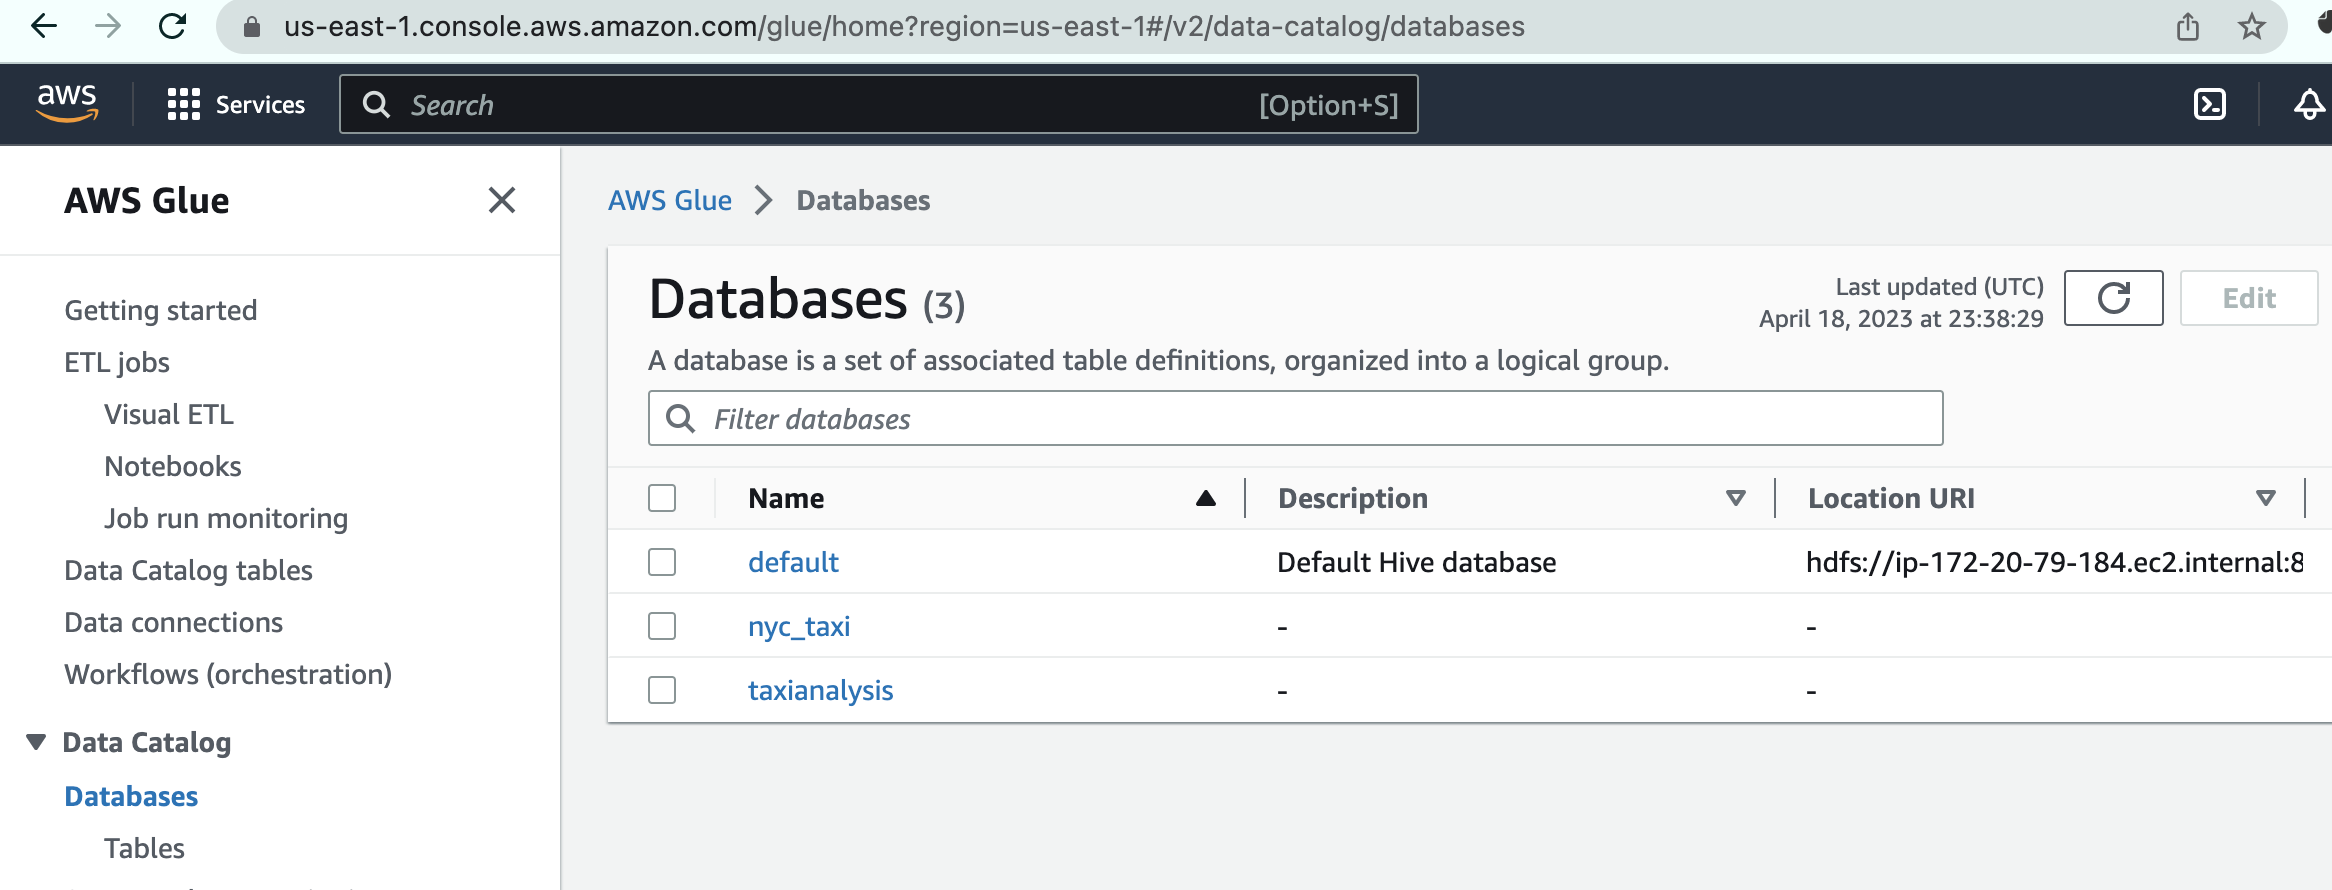 us-east-1.console.aws.amazon.com/glue/home?region=us-east-1#/v2/data-catalog/databases
aws
Services
Search
[Option+S]
AWS Glue
Getting started
ETL jobs
Visual ETL
Notebooks
Job run monitoring
Data Catalog tables
Data connections
Workflows (orchestration)
Data Catalog
Databases
Tables
AWS Glue > Databases
Databases (3)
Last updated (UTC)
April 18, 2023 at 23:38:29
Edit
A database is a set of associated table definitions, organized into a logical group.
Filter databases
Name Description Location URI
default Default Hive database hdfs://ip-172-20-79-184.ec2.internal:8
nyc_taxi - -
taxianalysis - -